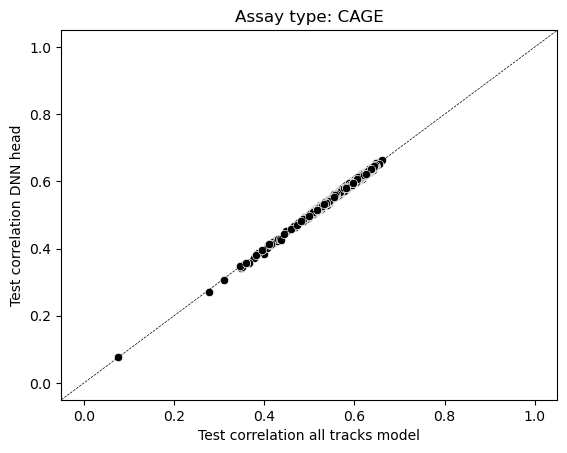 Assay type: CAGE
1.0
0.8
0.6
0.4
0.2
0.0
Test correlation DNN head
0.0 0.2 0.4 0.6 0.8 1.0
Test correlation all tracks model